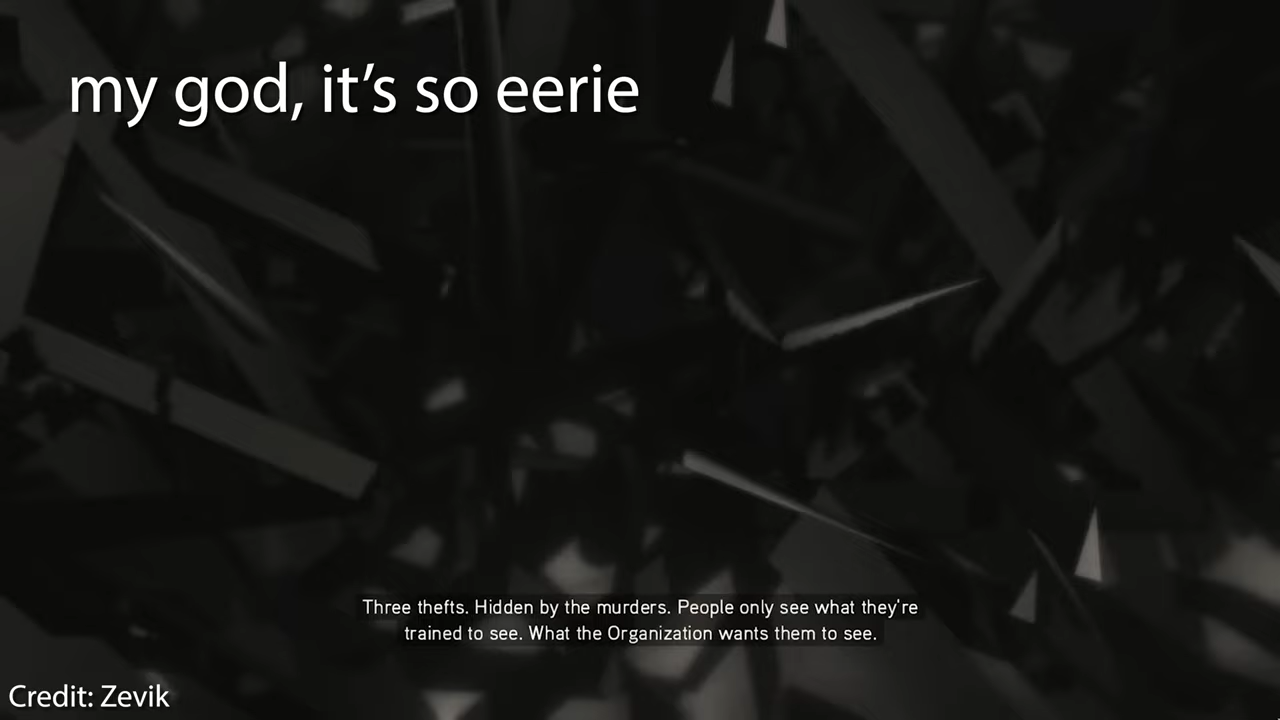 my god, it’s so eerie
Three thefts. Hidden by the murders. People only see what they're
trained to see. What the Organization wants them to see.
Credit: Zevik